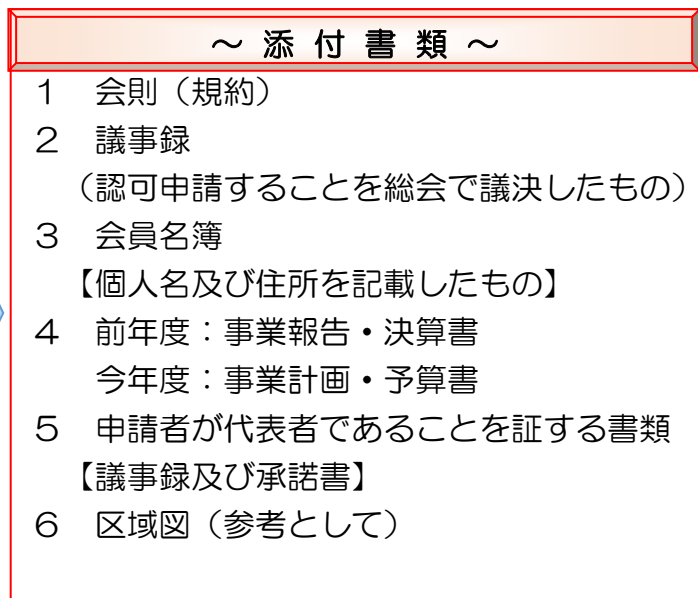 ～ 添 付 書 類 ～
１　会則（規約）
２　議事録
（認可申請することを総会で議決したもの）
３　会員名簿
【個人名及び住所を記載したもの】
４　前年度：事業報告・決算書
今年度：事業計画・予算書
５　申請者が代表者であることを証する書類
【議事録及び承諾書】
６　区域図（参考として）